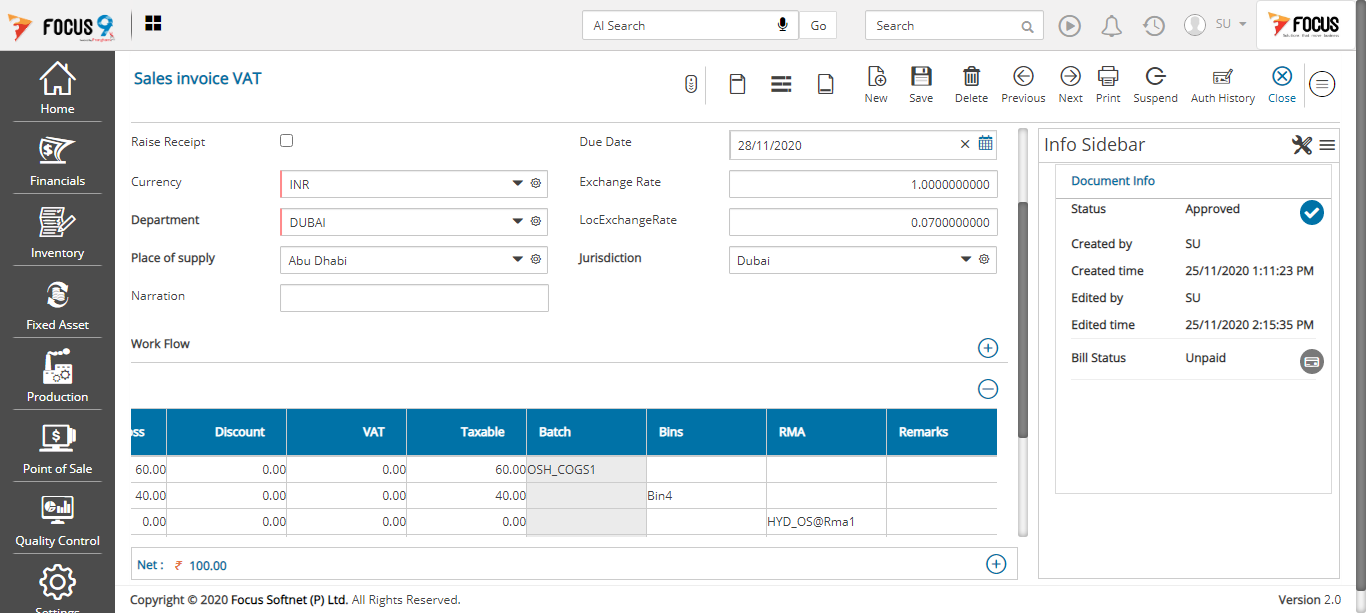 FOCUS 9
AI Search
Go
Search
SU
FOCUS
Home
Financials
Inventory
Fixed Asset
Production
Point of Sale
Quality Control
Settings
Sales invoice VAT
New
Save
Delete
Previous
Next
Print
Suspend
Auth History
Close
Raise Receipt
Due Date 28/11/2020
Currency INR
Exchange Rate 1.0000000000
Department DUBAI
LocExchangeRate 0.0700000000
Place of supply Abu Dhabi
Jurisdiction Dubai
Narration
Work Flow
ss Discount VAT Taxable Batch Bins RMA Remarks
60.00 0.00 0.00 60.00 OSH_COGS1
40.00 0.00 0.00 40.00 Bin4
0.00 0.00 0.00 0.00 HYD_OS@Rma1
Net : ₹ 100.00
Info Sidebar
Document Info
Status Approved
Created by SU
Created time 25/11/2020 1:11:23 PM
Edited by SU
Edited time 25/11/2020 2:15:35 PM
Bill Status Unpaid
Copyright © 2020 Focus Softnet (P) Ltd. All Rights Reserved.
Version 2.0